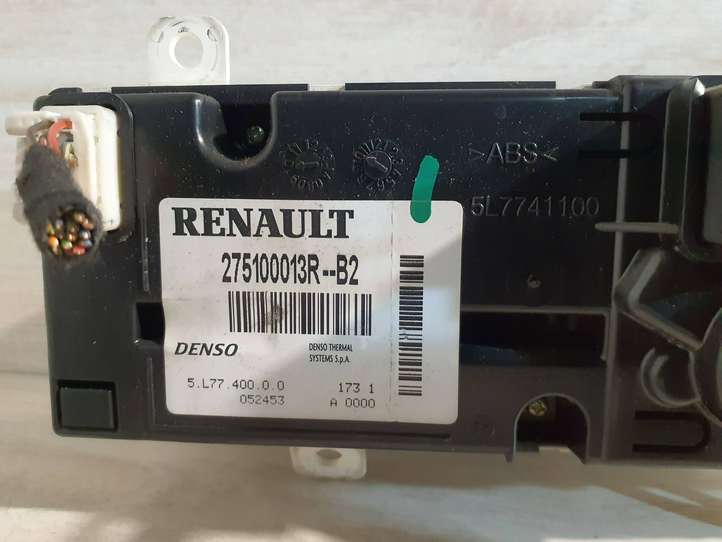 >ABS<
5L7741100
RENAULT
275100013R--B2
DENSO
DENSO THERMAL
SYSTEMS S.p.A.
5.L77.400.0.0
173 1
052453
A 0000